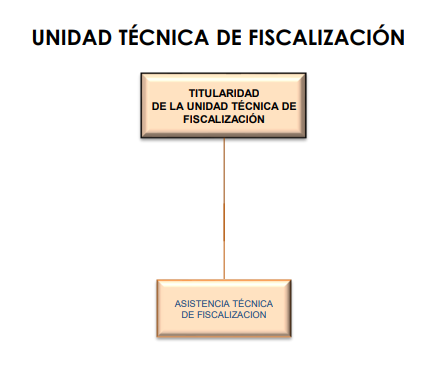 UNIDAD TÉCNICA DE FISCALIZACIÓN
TITULARIDAD
DE LA UNIDAD TÉCNICA DE
FISCALIZACIÓN
ASISTENCIA TÉCNICA
DE FISCALIZACION